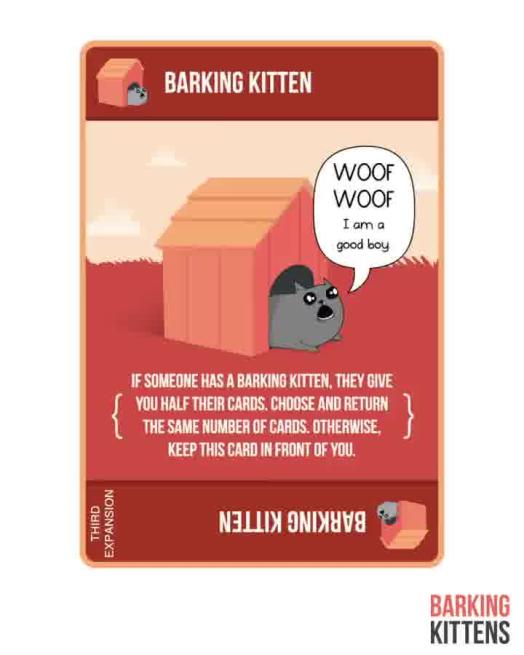 BARKING KITTEN
WOOF
WOOF
I am a
good boy
IF SOMEONE HAS A BARKING KITTEN, THEY GIVE
YOU HALF THEIR CARDS. CHOOSE AND RETURN
THE SAME NUMBER OF CARDS. OTHERWISE,
KEEP THIS CARD IN FRONT OF YOU.
THIRD
EXPANSION
BARKING KITTEN
BARKING
KITTENS